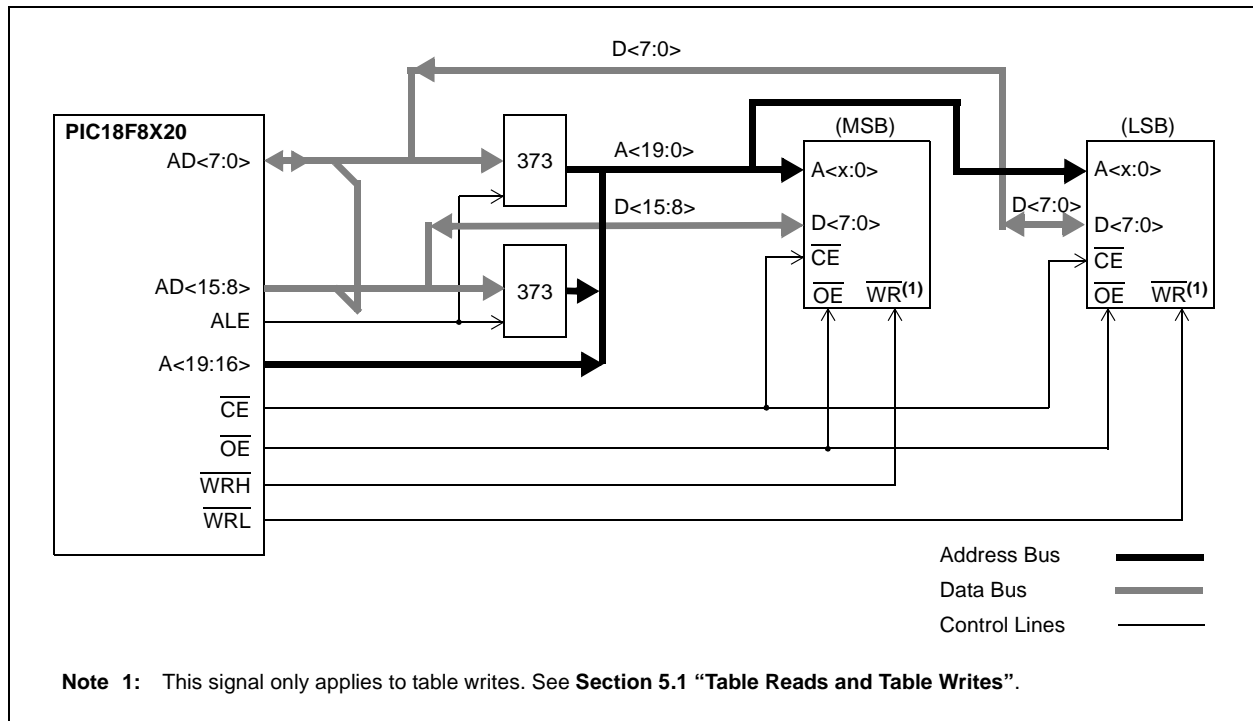 D<7:0>
PIC18F8X20
AD<7:0>
373
A<19:0>
(MSB)
A<x:0>
D<15:8>
D<7:0>
CE
OE WR(1)
(LSB)
A<x:0>
D<7:0>
D<7:0>
CE
OE WR(1)
AD<15:8>
373
ALE
A<19:16>
CE
OE
WRH
WRL
Address Bus
Data Bus
Control Lines
Note 1: This signal only applies to table writes. See Section 5.1 “Table Reads and Table Writes”.